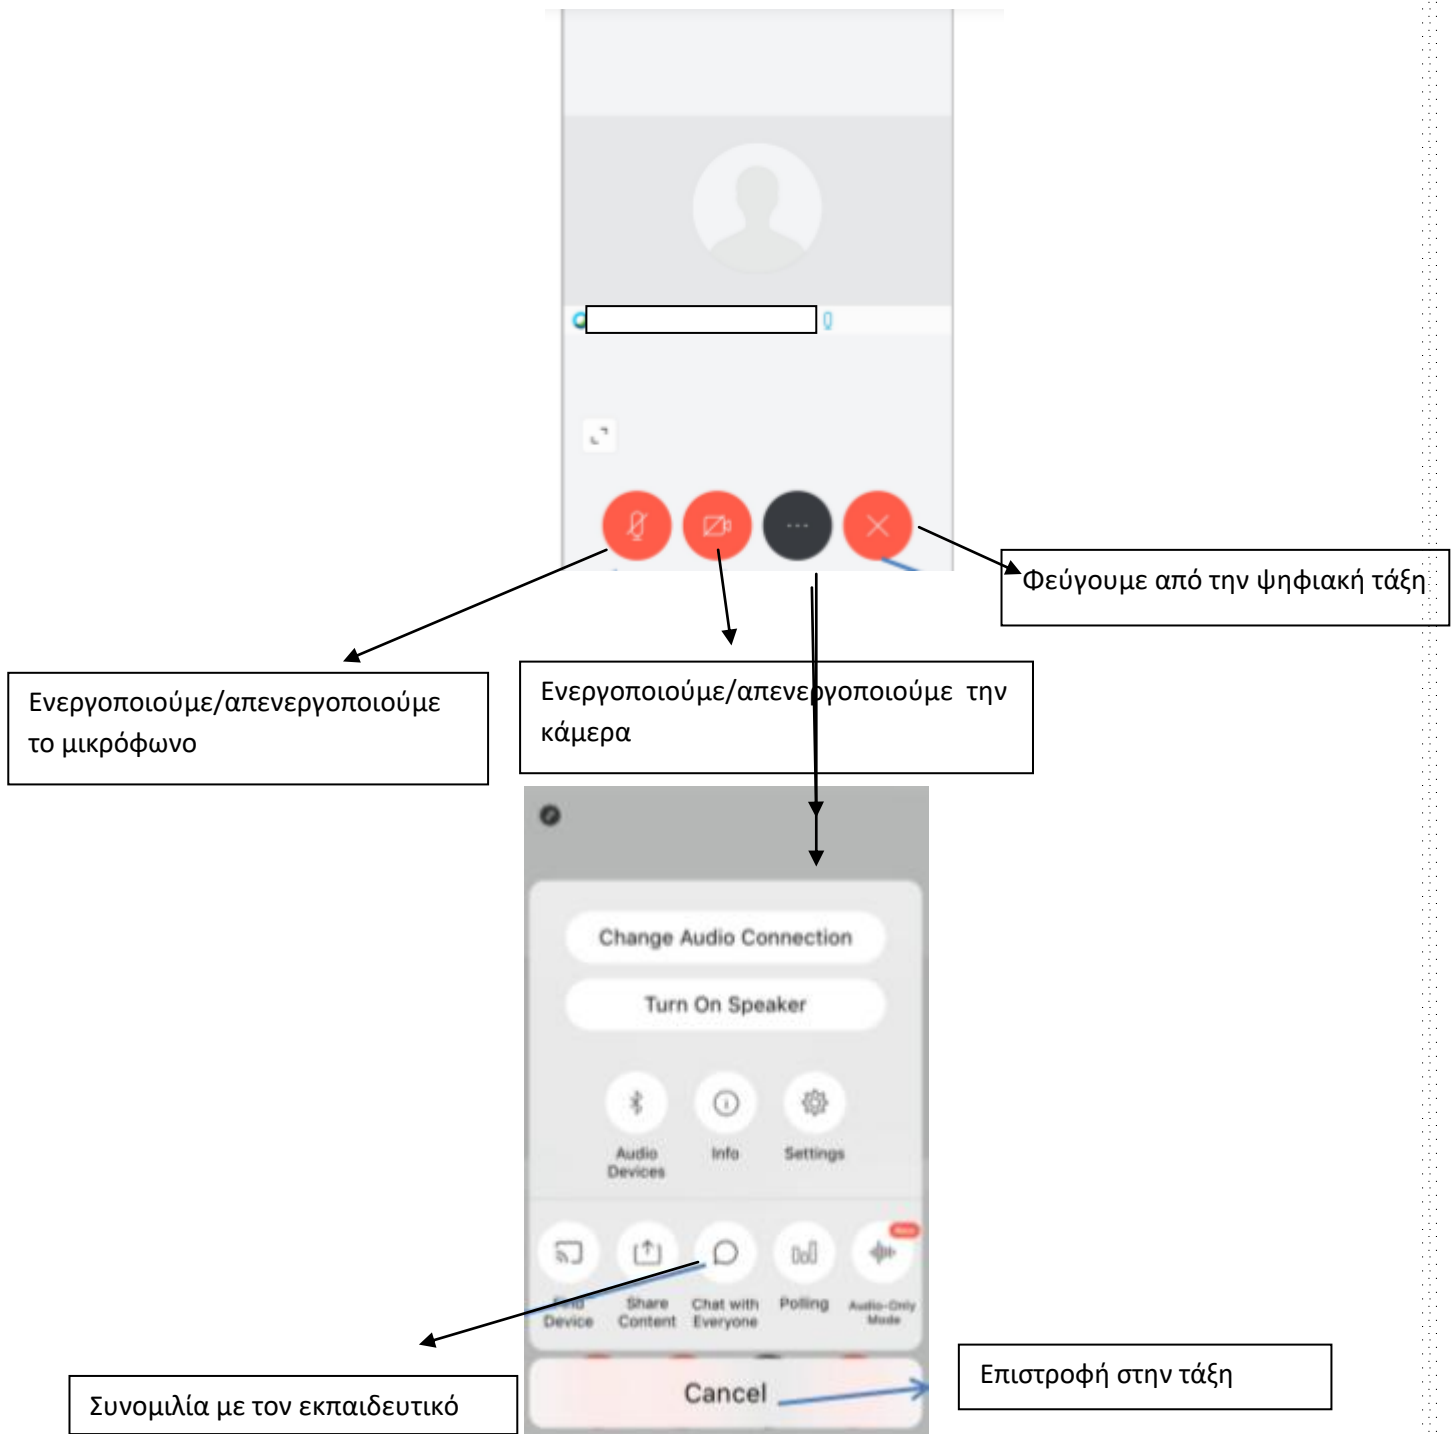 Φεύγουμε από την ψηφιακή τάξη
Ενεργοποιούμε/απενεργοποιούμε
το μικρόφωνο
Ενεργοποιούμε/απενεργοποιούμε την
κάμερα
Change Audio Connection
Turn On Speaker
Audio
Devices
Info
Settings
New
Find
Device
Share
Content
Chat with
Everyone
Polling
Audio-Only
Mode
Cancel
Επιστροφή στην τάξη
Συνομιλία με τον εκπαιδευτικό